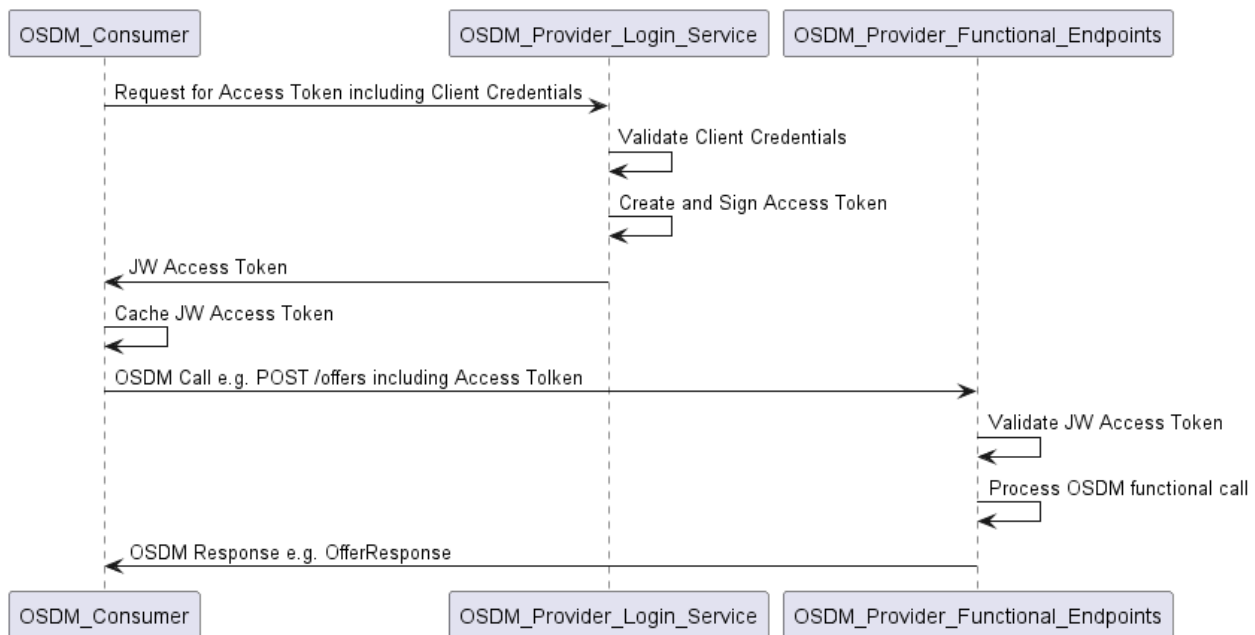 OSDM_Consumer
OSDM_Provider_Login_Service
OSDM_Provider_Functional_Endpoints
Request for Access Token including Client Credentials
Validate Client Credentials
Create and Sign Access Token
JW Access Token
Cache JW Access Token
OSDM Call e.g. POST /offers including Access Tolken
Validate JW Access Token
Process OSDM functional call
OSDM Response e.g. OfferResponse
OSDM_Consumer
OSDM_Provider_Login_Service
OSDM_Provider_Functional_Endpoints